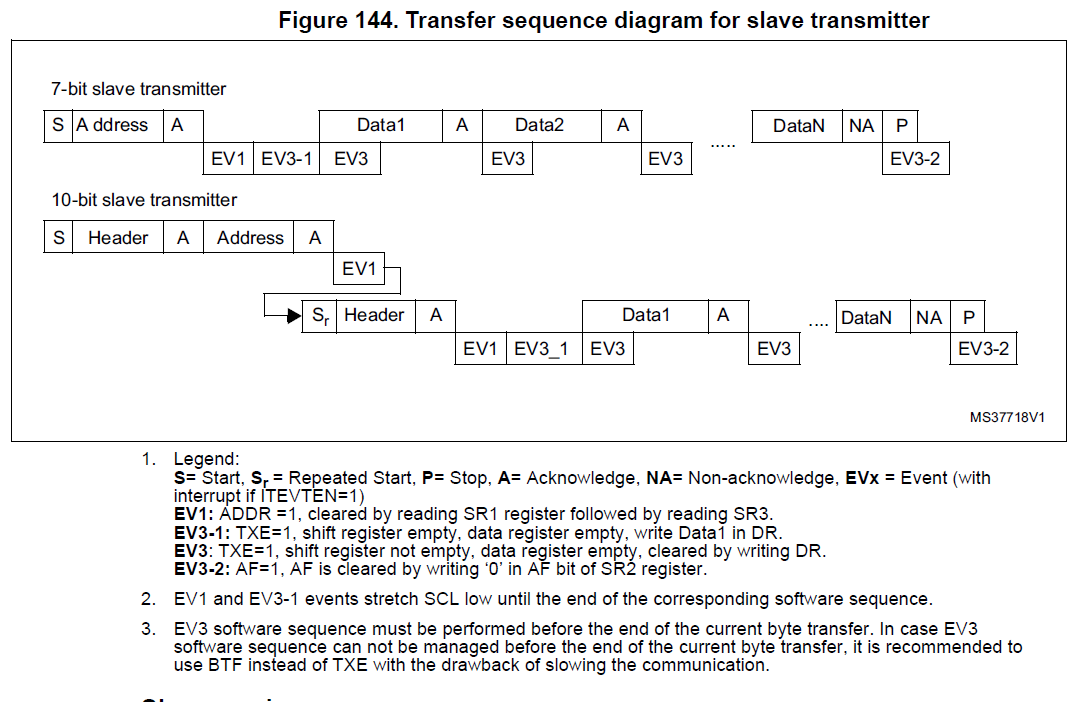 Figure 144. Transfer sequence diagram for slave transmitter
7-bit slave transmitter
S A ddress A Data1 A Data2 A ..... DataN NA P
EV1 EV3-1 EV3 EV3 EV3 EV3-2
10-bit slave transmitter
S Header A Address A
EV1
Sr Header A Data1 A .... DataN NA P
EV1 EV3_1 EV3 EV3 EV3-2
MS37718V1
1. Legend:
S= Start, Sr = Repeated Start, P= Stop, A= Acknowledge, NA= Non-acknowledge, EVx = Event (with
interrupt if ITEVTEN=1)
EV1: ADDR =1, cleared by reading SR1 register followed by reading SR3.
EV3-1: TXE=1, shift register empty, data register empty, write Data1 in DR.
EV3: TXE=1, shift register not empty, data register empty, cleared by writing DR.
EV3-2: AF=1, AF is cleared by writing ‘0’ in AF bit of SR2 register.
2. EV1 and EV3-1 events stretch SCL low until the end of the corresponding software sequence.
3. EV3 software sequence must be performed before the end of the current byte transfer. In case EV3
software sequence can not be managed before the end of the current byte transfer, it is recommended to
use BTF instead of TXE with the drawback of slowing the communication.